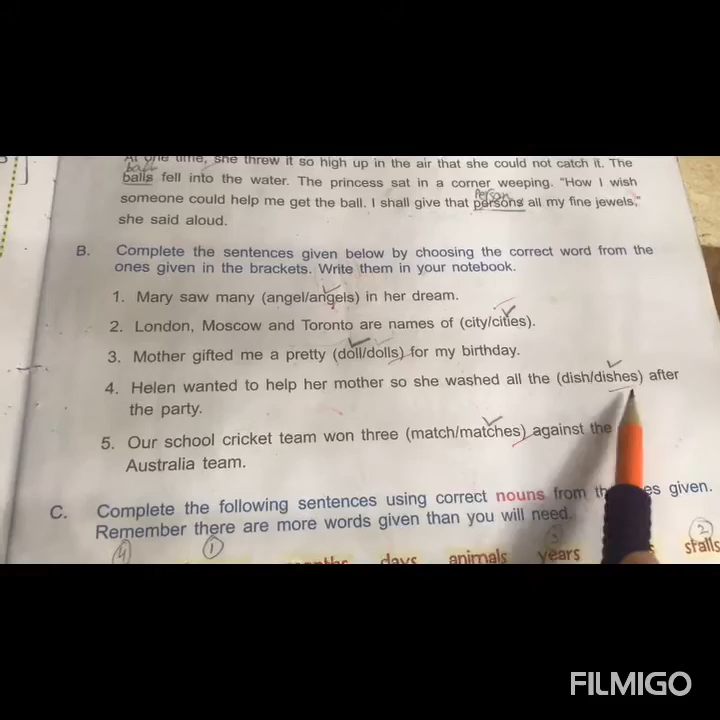 At one time, she threw it so high up in the air that she could not catch it. The
ball
balls fell into the water. The princess sat in a corner weeping. "How I wish
Person
someone could help me get the ball. I shall give that persons all my fine jewels,"
she said aloud.
B. Complete the sentences given below by choosing the correct word from the
ones given in the brackets. Write them in your notebook.
1. Mary saw many (angel/angels) in her dream.
2. London, Moscow and Toronto are names of (city/cities).
3. Mother gifted me a pretty (doll/dolls) for my birthday.
4. Helen wanted to help her mother so she washed all the (dish/dishes) after
the party.
5. Our school cricket team won three (match/matches) against the
Australia team.
C. Complete the following sentences using correct nouns from given.
Remember there are more words given than you will need.
4 1 3 2
days animals years stalls
FILMIGO